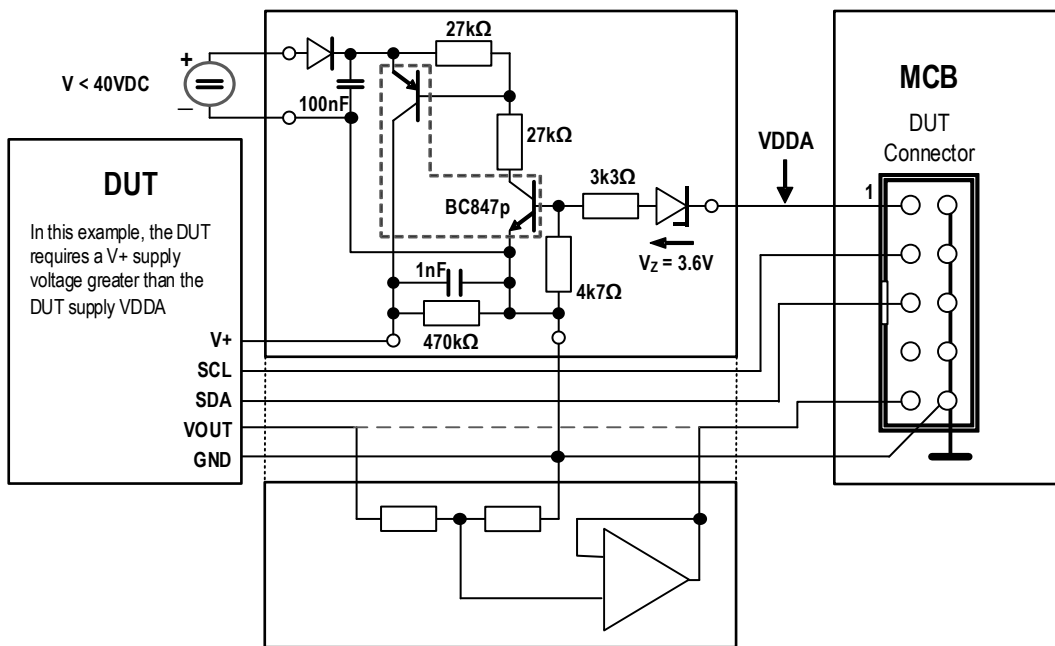 27kΩ
+
V < 40VDC
–
100nF
27kΩ
MCB
DUT
Connector
VDDA
3k3Ω
1
BC847p
VZ = 3.6V
DUT
In this example, the DUT
requires a V+ supply
voltage greater than the
DUT supply VDDA
1nF
4k7Ω
470kΩ
V+
SCL
SDA
VOUT
GND